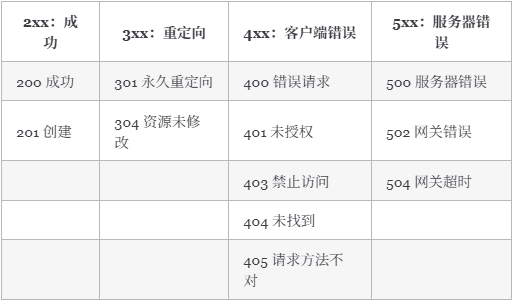 2xx：成
功
3xx：重定向
4xx：客户端错误
5xx：服务器错
误
200 成功
301 永久重定向
400 错误请求
500 服务器错误
201 创建
304 资源未修
改
401 未授权
502 网关错误
403 禁止访问
504 网关超时
404 未找到
405 请求方法不
对